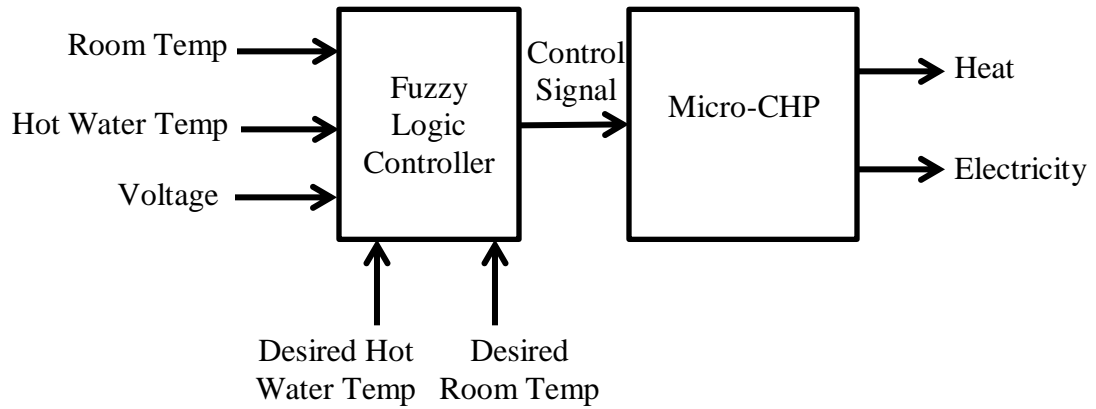 Room Temp
Hot Water Temp
Voltage
Fuzzy
Logic
Controller
Control
Signal
Micro-CHP
Heat
Electricity
Desired Hot
Water Temp
Desired
Room Temp